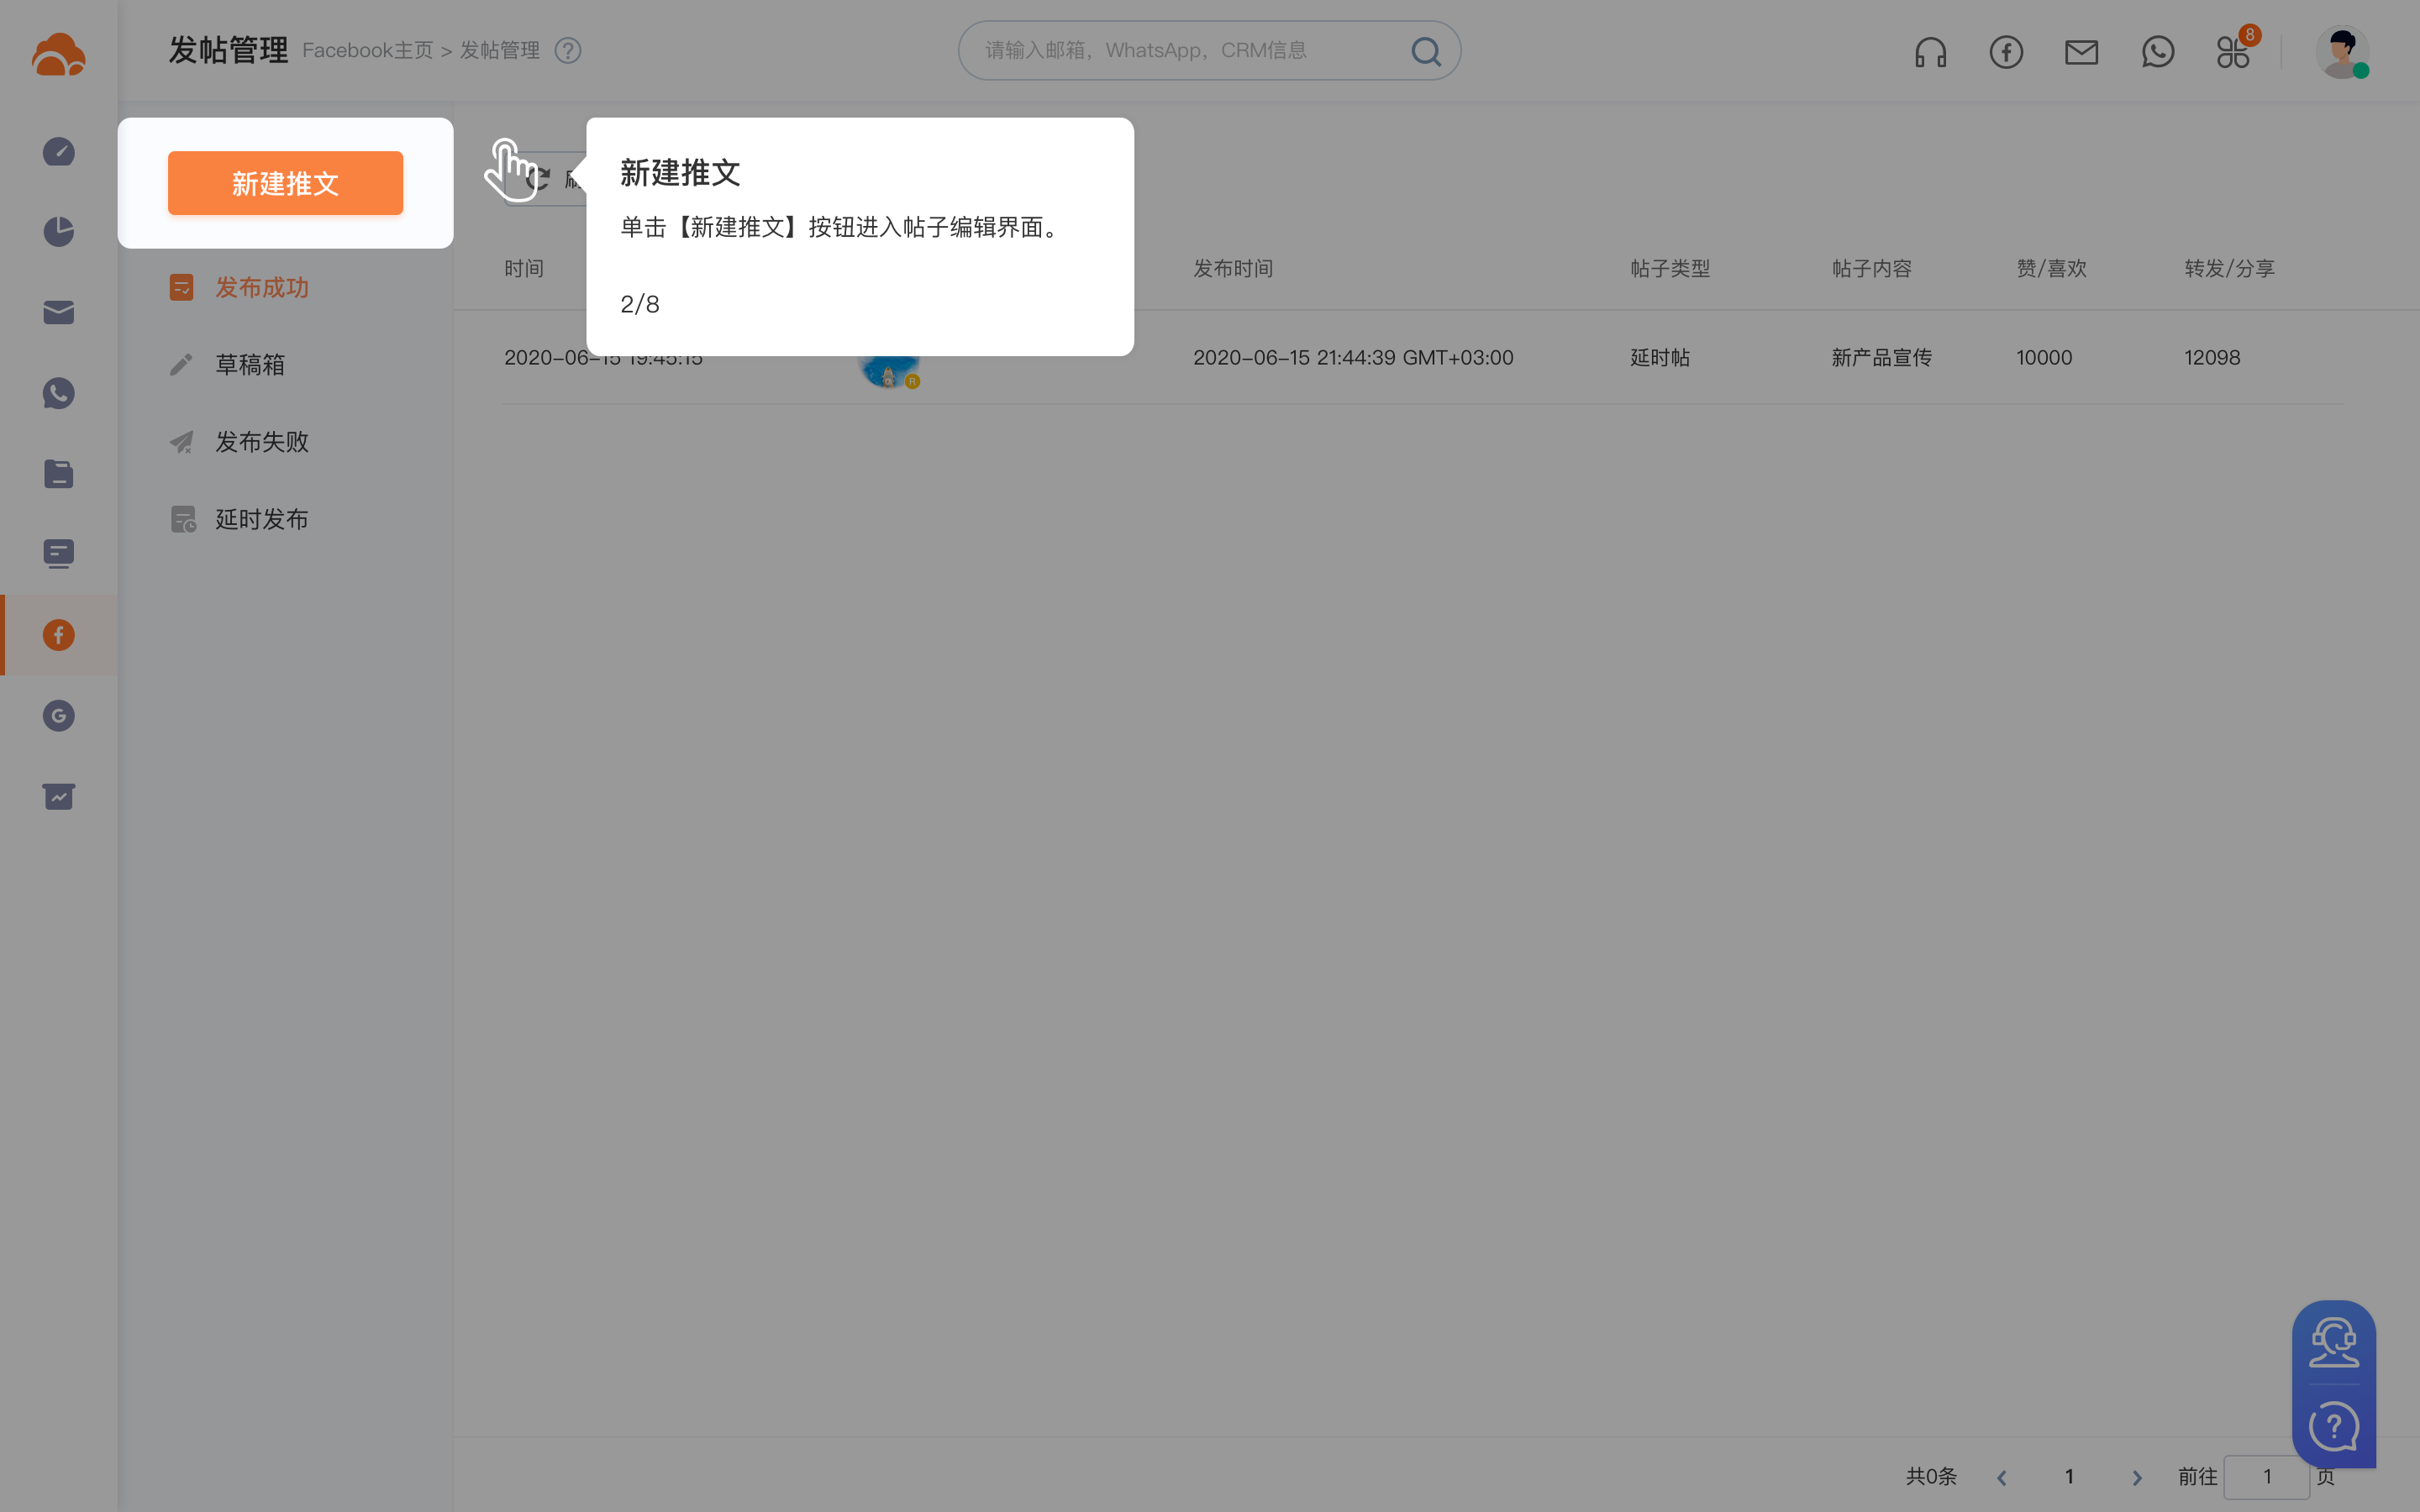 发帖管理 Facebook主页 > 发帖管理 ?
请输入邮箱，WhatsApp，CRM信息
8
新建推文
新建推文
单击【新建推文】按钮进入帖子编辑界面。
2/8
发布成功
草稿箱
发布失败
延时发布
时间 发布时间 帖子类型 帖子内容 赞/喜欢 转发/分享
2020-06-15 19:45:15 R 2020-06-15 21:44:39 GMT+03:00 延时帖 新产品宣传 10000 12098
共0条 < 1 > 前往 1 页